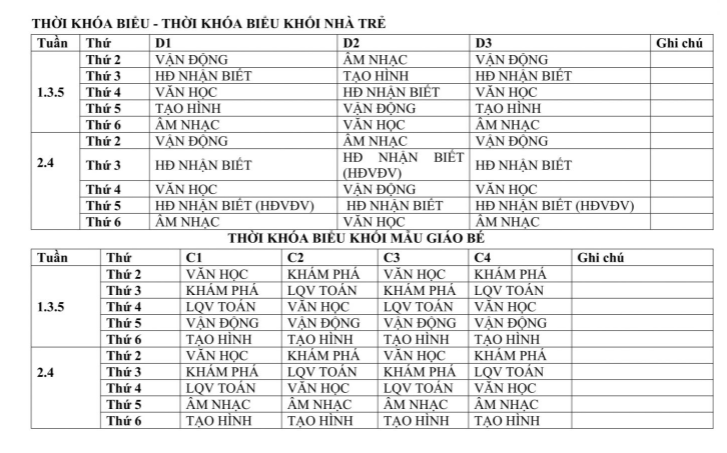 THỜI KHÓA BIỂU - THỜI KHÓA BIỂU KHỐI NHÀ TRẺ
Tuần Thứ D1 D2 D3 Ghi chú
Thứ 2 VẬN ĐỘNG ÂM NHẠC VẬN ĐỘNG
Thứ 3 HĐ NHẬN BIẾT TẠO HÌNH HĐ NHẬN BIẾT
1.3.5 Thứ 4 VĂN HỌC HĐ NHẬN BIẾT VĂN HỌC
Thứ 5 TẠO HÌNH VẬN ĐỘNG TẠO HÌNH
Thứ 6 ÂM NHẠC VĂN HỌC ÂM NHẠC
Thứ 2 VẬN ĐỘNG ÂM NHẠC VẬN ĐỘNG
2.4 Thứ 3 HĐ NHẬN BIẾT HĐ NHẬN BIẾT (HĐVĐV) HĐ NHẬN BIẾT
Thứ 4 VĂN HỌC VẬN ĐỘNG VĂN HỌC
Thứ 5 HĐ NHẬN BIẾT (HĐVĐV) HĐ NHẬN BIẾT HĐ NHẬN BIẾT (HĐVĐV)
Thứ 6 ÂM NHẠC VĂN HỌC ÂM NHẠC
THỜI KHÓA BIỂU KHỐI MẪU GIÁO BÉ
Tuần Thứ C1 C2 C3 C4 Ghi chú
Thứ 2 VĂN HỌC KHÁM PHÁ VĂN HỌC KHÁM PHÁ
Thứ 3 KHÁM PHÁ LQV TOÁN KHÁM PHÁ LQV TOÁN
1.3.5 Thứ 4 LQV TOÁN VĂN HỌC LQV TOÁN VĂN HỌC
Thứ 5 VẬN ĐỘNG VẬN ĐỘNG VẬN ĐỘNG VẬN ĐỘNG
Thứ 6 TẠO HÌNH TẠO HÌNH TẠO HÌNH TẠO HÌNH
Thứ 2 VĂN HỌC KHÁM PHÁ VĂN HỌC KHÁM PHÁ
2.4 Thứ 3 KHÁM PHÁ LQV TOÁN KHÁM PHÁ LQV TOÁN
Thứ 4 LQV TOÁN VĂN HỌC LQV TOÁN VĂN HỌC
Thứ 5 ÂM NHẠC ÂM NHẠC ÂM NHẠC ÂM NHẠC
Thứ 6 TẠO HÌNH TẠO HÌNH TẠO HÌNH TẠO HÌNH